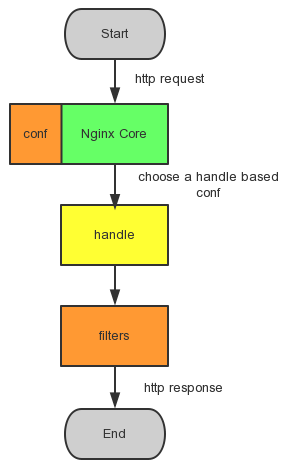 Start
http request
conf
Nginx Core
choose a handle based
conf
handle
filters
http response
End